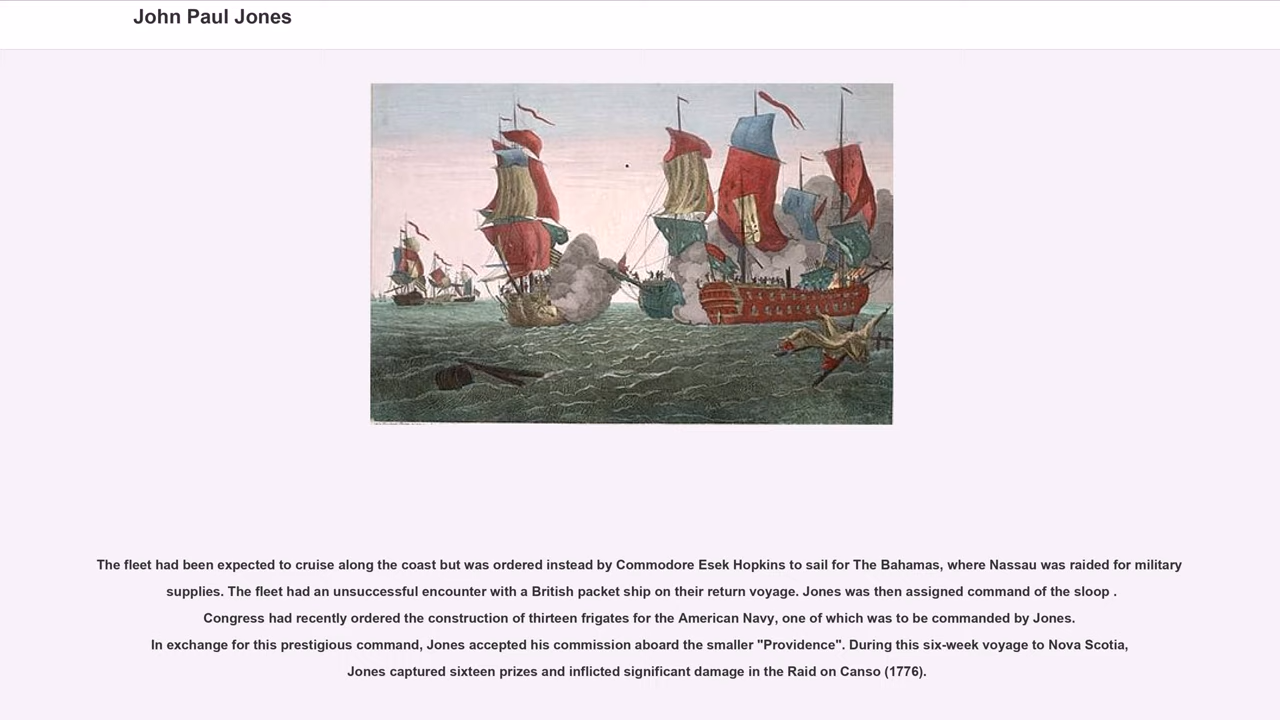 John Paul Jones
The fleet had been expected to cruise along the coast but was ordered instead by Commodore Esek Hopkins to sail for The Bahamas, where Nassau was raided for military
supplies. The fleet had an unsuccessful encounter with a British packet ship on their return voyage. Jones was then assigned command of the sloop .
Congress had recently ordered the construction of thirteen frigates for the American Navy, one of which was to be commanded by Jones.
In exchange for this prestigious command, Jones accepted his commission aboard the smaller "Providence". During this six-week voyage to Nova Scotia,
Jones captured sixteen prizes and inflicted significant damage in the Raid on Canso (1776).